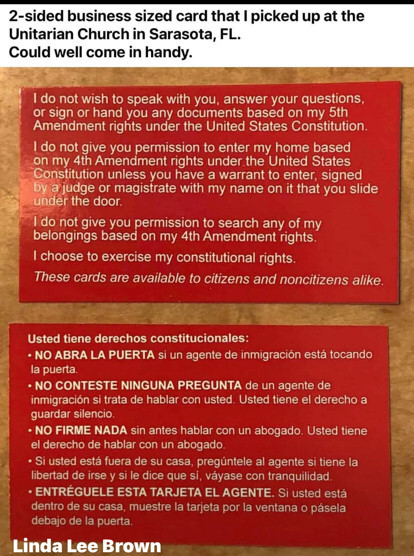 2-sided business sized card that I picked up at the
Unitarian Church in Sarasota, FL.
Could well come in handy.
I do not wish to speak with you, answer your questions,
or sign or hand you any documents based on my 5th
Amendment rights under the United States Constitution.
I do not give you permission to enter my home based
on my 4th Amendment rights under the United States
Constitution unless you have a warrant to enter, signed
by a judge or magistrate with my name on it that you slide
under the door.
I do not give you permission to search any of my
belongings based on my 4th Amendment rights.
I choose to exercise my constitutional rights.
These cards are available to citizens and noncitizens alike.
Usted tiene derechos constitucionales:
• NO ABRA LA PUERTA si un agente de inmigración está tocando
la puerta.
• NO CONTESTE NINGUNA PREGUNTA de un agente de
inmigración si trata de hablar con usted. Usted tiene el derecho a
guardar silencio.
• NO FIRME NADA sin antes hablar con un abogado. Usted tiene
el derecho de hablar con un abogado.
• Si usted está fuera de su casa, pregúntele al agente si tiene la
libertad de irse y si le dice que sí, váyase con tranquilidad.
• ENTRÉGUELE ESTA TARJETA EL AGENTE. Si usted está
dentro de su casa, muestre la tarjeta por la ventana o pásela
debajo de la puerta.
Linda Lee Brown